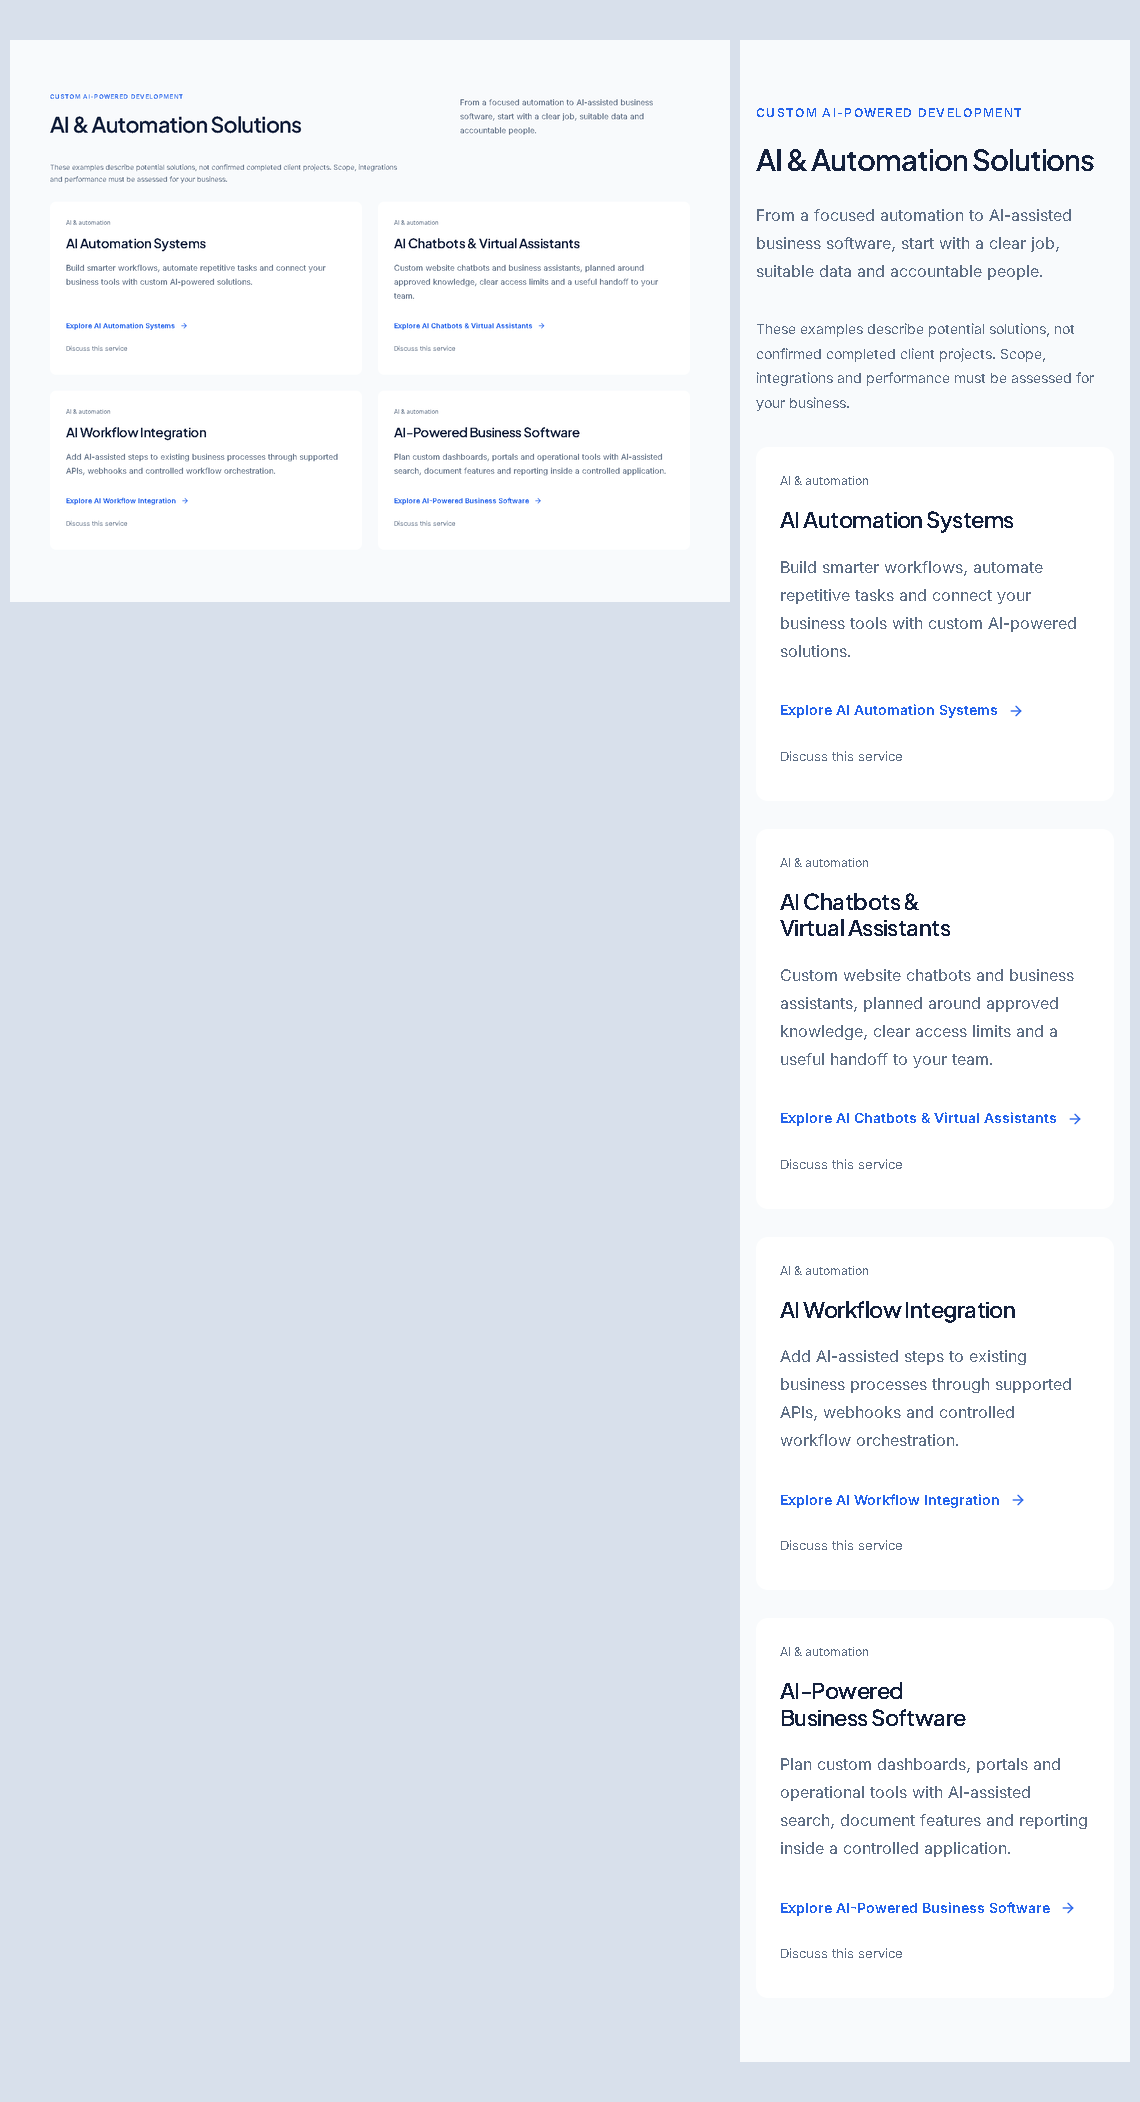 CUSTOM AI-POWERED DEVELOPMENT
AI & Automation Solutions
From a focused automation to AI-assisted business
software, start with a clear job, suitable data and
accountable people.
These examples describe potential solutions, not confirmed completed client projects. Scope, integrations
and performance must be assessed for your business.
AI & automation
AI Automation Systems
Build smarter workflows, automate repetitive tasks and connect your
business tools with custom AI-powered solutions.
Explore AI Automation Systems →
Discuss this service
AI & automation
AI Chatbots & Virtual Assistants
Custom website chatbots and business assistants, planned around
approved knowledge, clear access limits and a useful handoff to your
team.
Explore AI Chatbots & Virtual Assistants →
Discuss this service
AI & automation
AI Workflow Integration
Add AI-assisted steps to existing business processes through supported
APIs, webhooks and controlled workflow orchestration.
Explore AI Workflow Integration →
Discuss this service
AI & automation
AI-Powered Business Software
Plan custom dashboards, portals and operational tools with AI-assisted
search, document features and reporting inside a controlled application.
Explore AI-Powered Business Software →
Discuss this service
CUSTOM AI-POWERED DEVELOPMENT
AI & Automation Solutions
From a focused automation to AI-assisted
business software, start with a clear job,
suitable data and accountable people.
These examples describe potential solutions, not
confirmed completed client projects. Scope,
integrations and performance must be assessed for
your business.
AI & automation
AI Automation Systems
Build smarter workflows, automate
repetitive tasks and connect your
business tools with custom AI-powered
solutions.
Explore AI Automation Systems →
Discuss this service
AI & automation
AI Chatbots &
Virtual Assistants
Custom website chatbots and business
assistants, planned around approved
knowledge, clear access limits and a
useful handoff to your team.
Explore AI Chatbots & Virtual Assistants →
Discuss this service
AI & automation
AI Workflow Integration
Add AI-assisted steps to existing
business processes through supported
APIs, webhooks and controlled
workflow orchestration.
Explore AI Workflow Integration →
Discuss this service
AI & automation
AI-Powered
Business Software
Plan custom dashboards, portals and
operational tools with AI-assisted
search, document features and reporting
inside a controlled application.
Explore AI-Powered Business Software →
Discuss this service